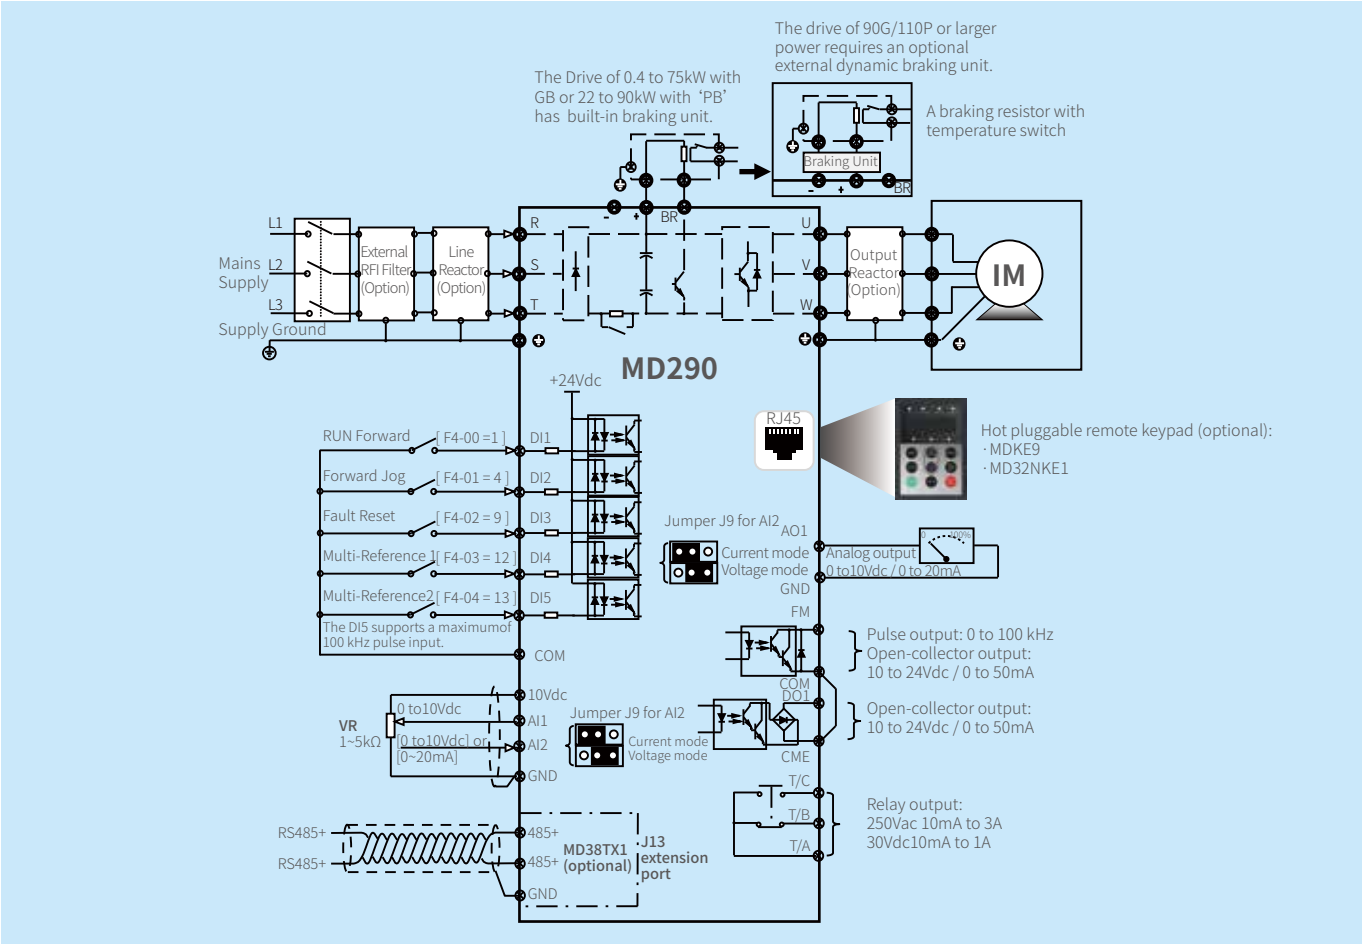 The drive of 90G/110P or larger
power requires an optional
external dynamic braking unit.
The Drive of 0.4 to 75kW with
GB or 22 to 90kW with ‘PB’
has built-in braking unit.
A braking resistor with
temperature switch
Braking Unit
-
+
BR
-
+
BR
L1
L2
L3
Mains
Supply
Supply Ground
External
RFI Filter
(Option)
Line
Reactor
(Option)
R
S
T
U
V
W
Output
Reactor
(Option)
IM
MD290
+24Vdc
RJ45
Hot pluggable remote keypad (optional):
·MDKE9
·MD32NKE1
RUN Forward
[ F4-00 =1 ]
DI1
Forward Jog
[ F4-01 = 4 ]
DI2
Fault Reset
[ F4-02 = 9 ]
DI3
Multi-Reference 1
[ F4-03 = 12 ]
DI4
Multi-Reference2
[ F4-04 = 13 ]
DI5
The DI5 supports a maximumof
100 kHz pulse input.
COM
Jumper J9 for AI2
Current mode
Voltage mode
AO1
Analog output
0 to10Vdc / 0 to 20mA
GND
0 100%
FM
Pulse output: 0 to 100 kHz
Open-collector output:
10 to 24Vdc / 0 to 50mA
COM
DO1
Open-collector output:
10 to 24Vdc / 0 to 50mA
CME
10Vdc
0 to10Vdc
AI1
VR
1~5kΩ
[0 to10Vdc] or
[0~20mA]
AI2
GND
Jumper J9 for AI2
Current mode
Voltage mode
T/C
T/B
T/A
Relay output:
250Vac 10mA to 3A
30Vdc10mA to 1A
RS485+
RS485+
485+
485+
GND
MD38TX1
(optional)
J13
extension
port